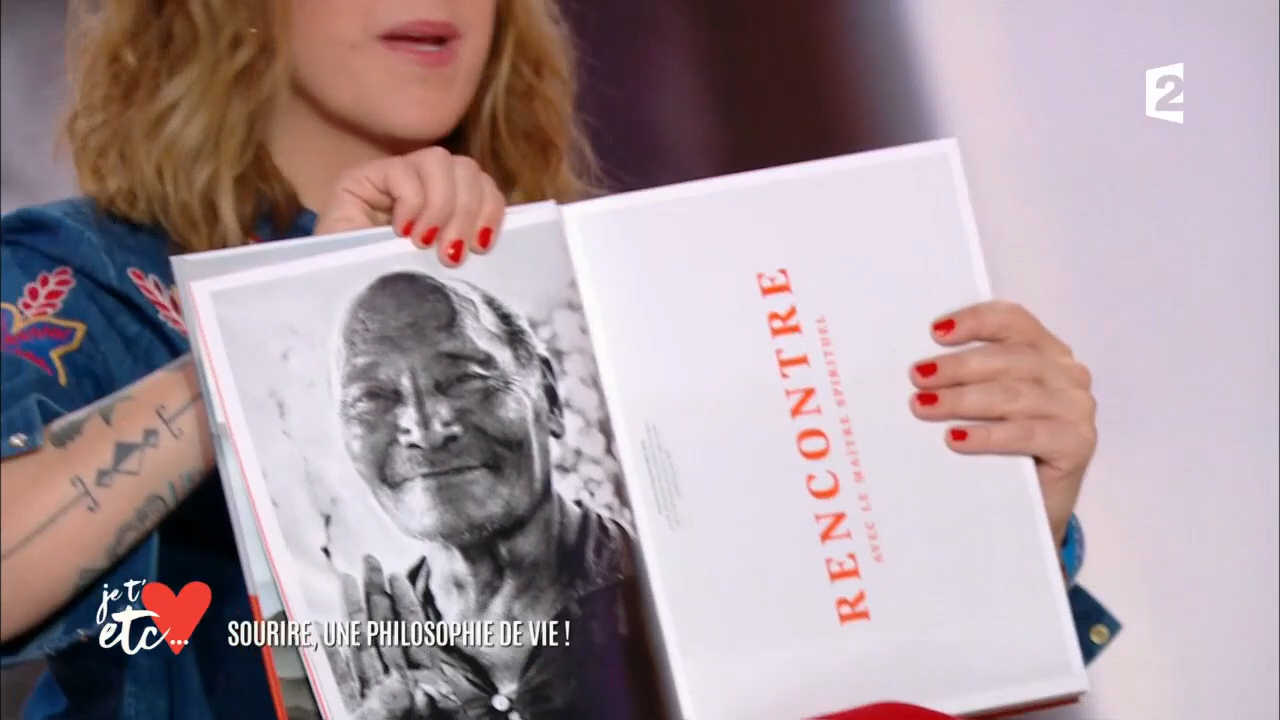 2
RENCONTRE
AVEC LE MAÎTRE SPIRITUEL
je t'
etc...
SOURIRE, UNE PHILOSOPHIE DE VIE !